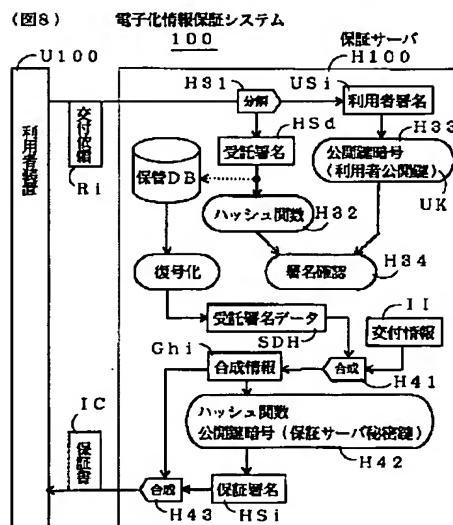 (図8)
電子化情報保証システム
100
U100
保証サーバ
H100
利用者装置
交付依頼
Ri
H31
分離
USi
利用者署名
HSd
受託署名
H33
公開鍵暗号
(利用者公開鍵)
UK
保管DB
ハッシュ関数
H32
復号化
署名確認
H34
受託署名データ
SDH
II
交付情報
Ghi
合成情報
合成
H41
IC
保証書
ハッシュ関数
公開鍵暗号(保証サーバ秘密鍵)
H42
合成
H43
保証署名
HSi